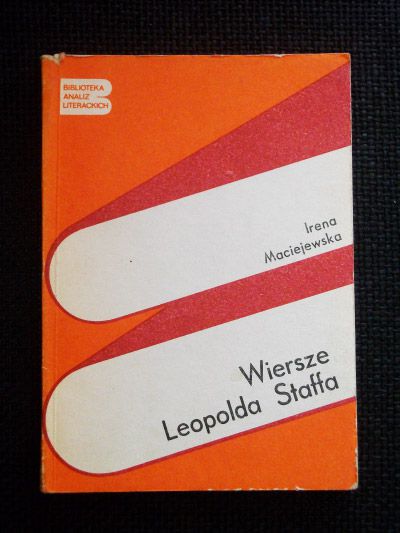 BIBLIOTEKA
ANALIZ
LITERACKICH
Irena
Maciejewska
Wiersze
Leopolda Staffa